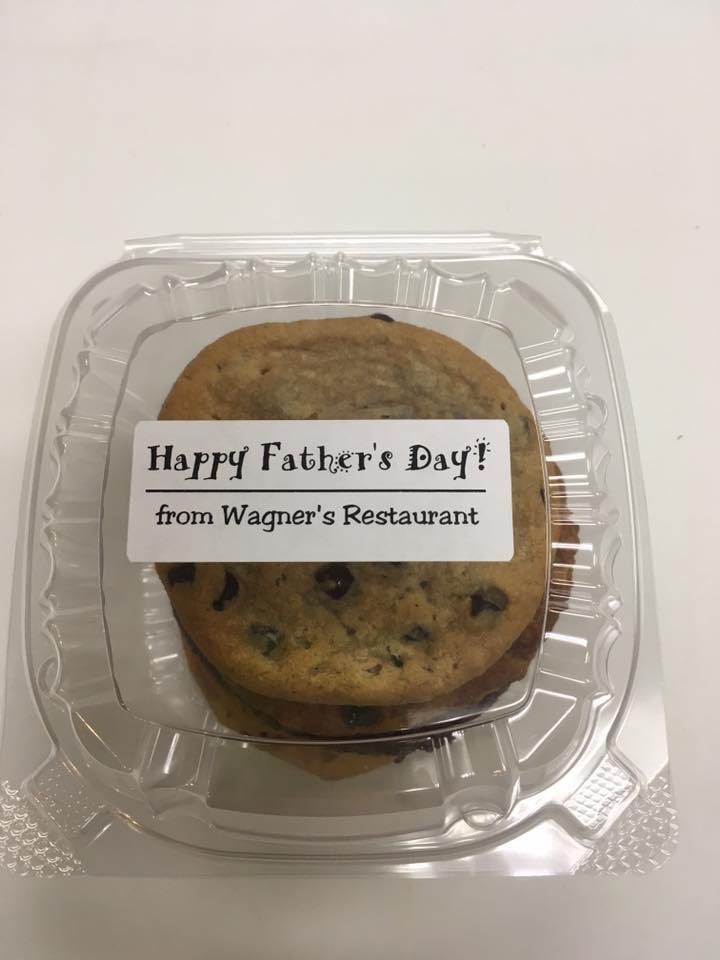 Happy Father's Day!
from Wagner's Restaurant